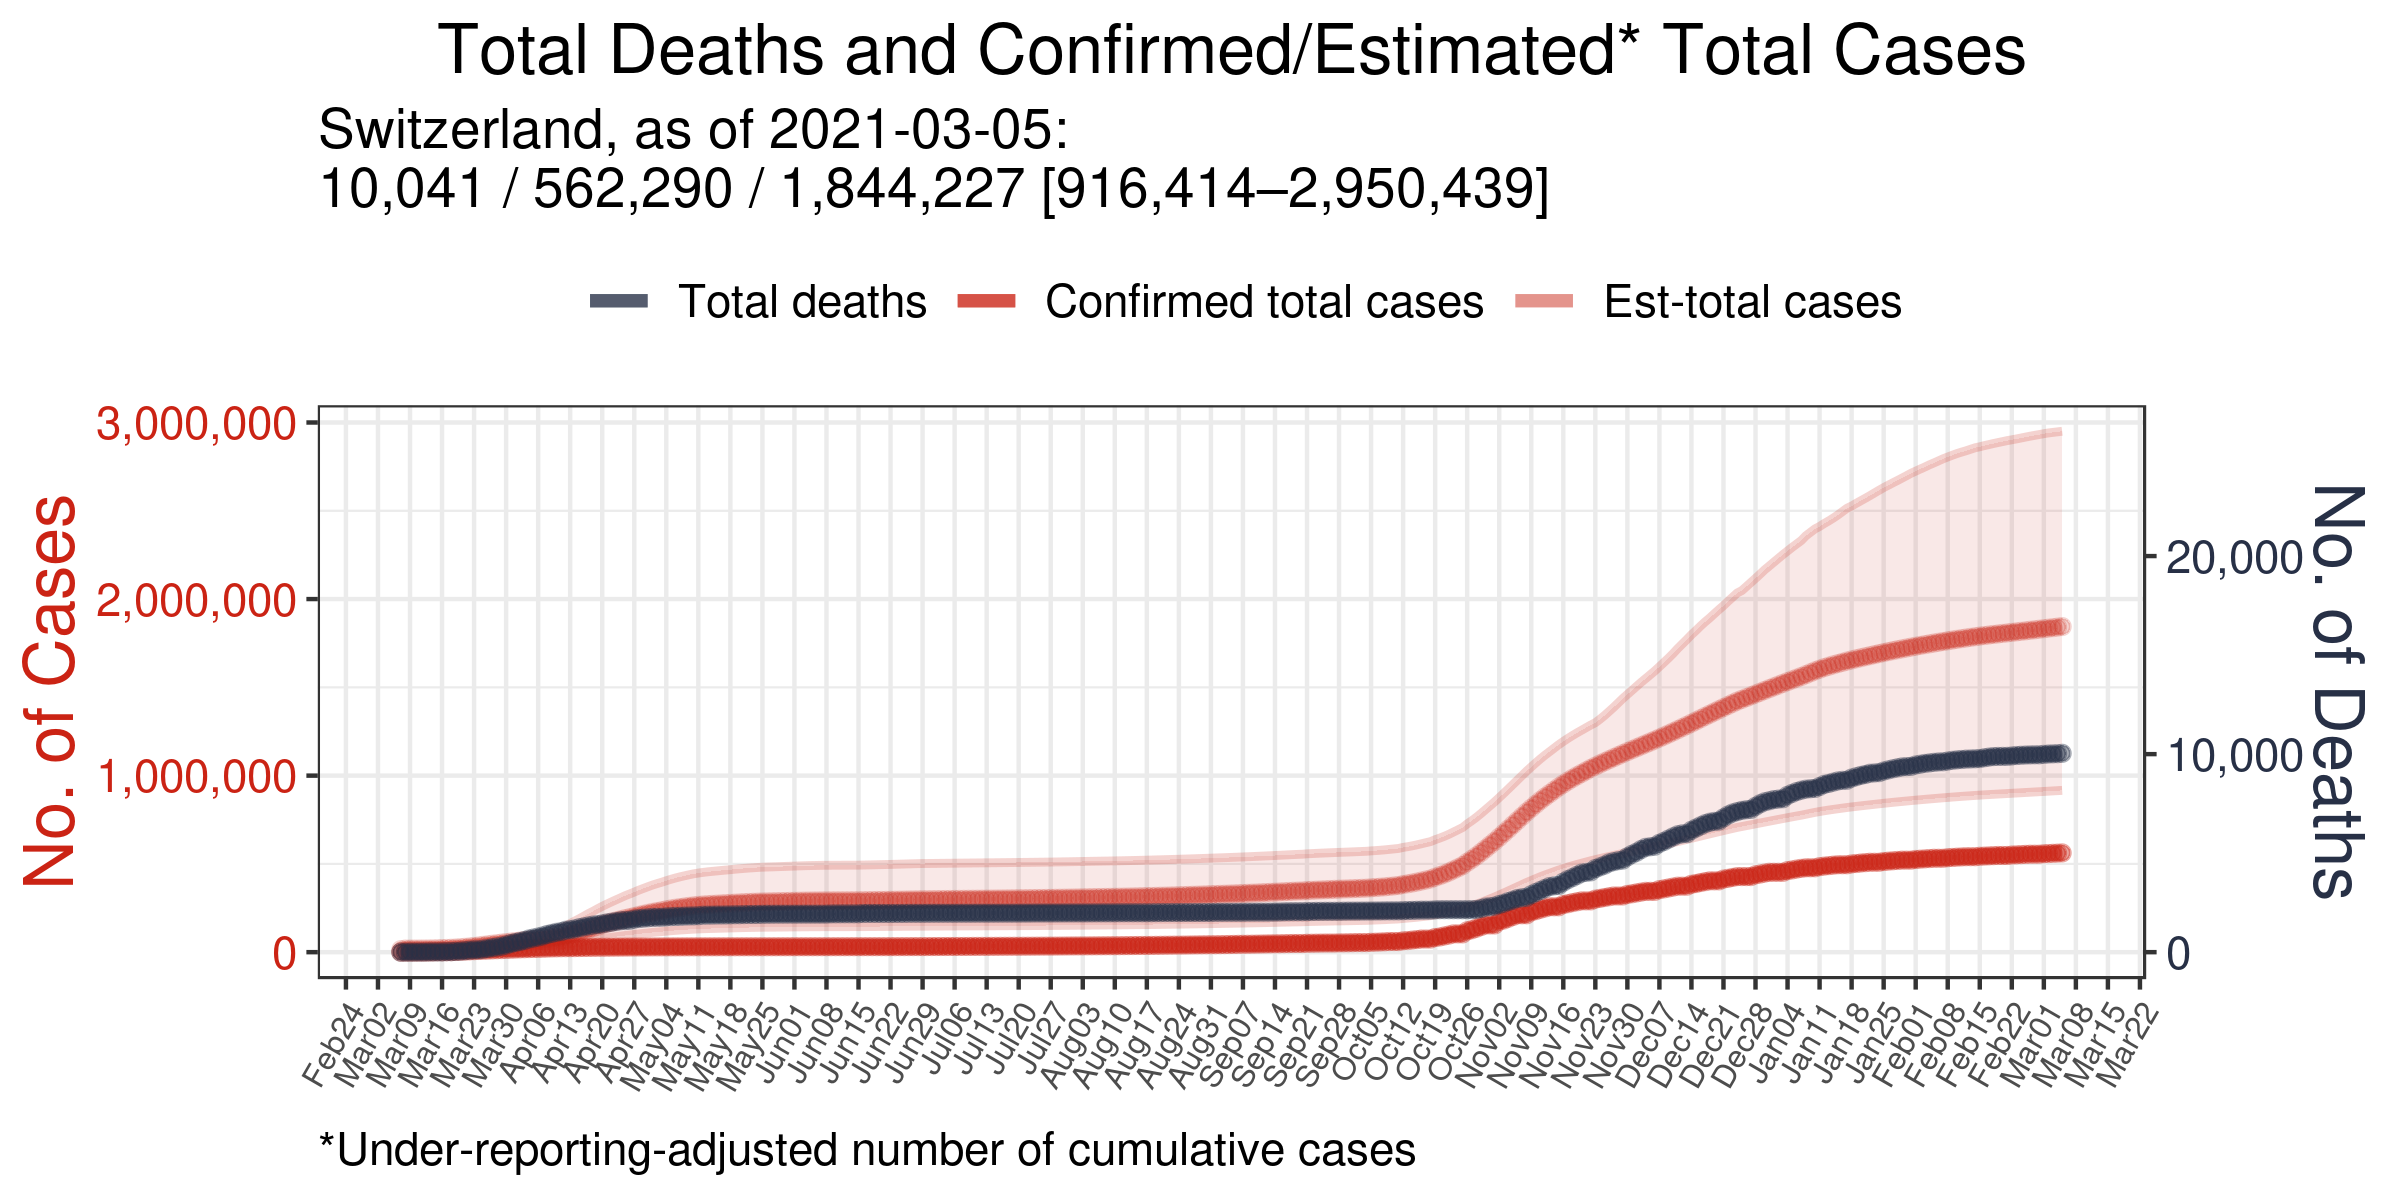 Total Deaths and Confirmed/Estimated* Total Cases
Switzerland, as of 2021-03-05:
10,041 / 562,290 / 1,844,227 [916,414–2,950,439]
Total deaths
Confirmed total cases
Est-total cases
No. of Cases
3,000,000
2,000,000
1,000,000
0
No. of Deaths
20,000
10,000
0
Feb24
Mar02
Mar09
Mar16
Mar23
Mar30
Apr06
Apr13
Apr20
Apr27
May04
May11
May18
May25
Jun01
Jun08
Jun15
Jun22
Jun29
Jul06
Jul13
Jul20
Jul27
Aug03
Aug10
Aug17
Aug24
Aug31
Sep07
Sep14
Sep21
Sep28
Oct05
Oct12
Oct19
Oct26
Nov02
Nov09
Nov16
Nov23
Nov30
Dec07
Dec14
Dec21
Dec28
Jan04
Jan11
Jan18
Jan25
Feb01
Feb08
Feb15
Feb22
Mar01
Mar08
Mar15
Mar22
*Under-reporting-adjusted number of cumulative cases